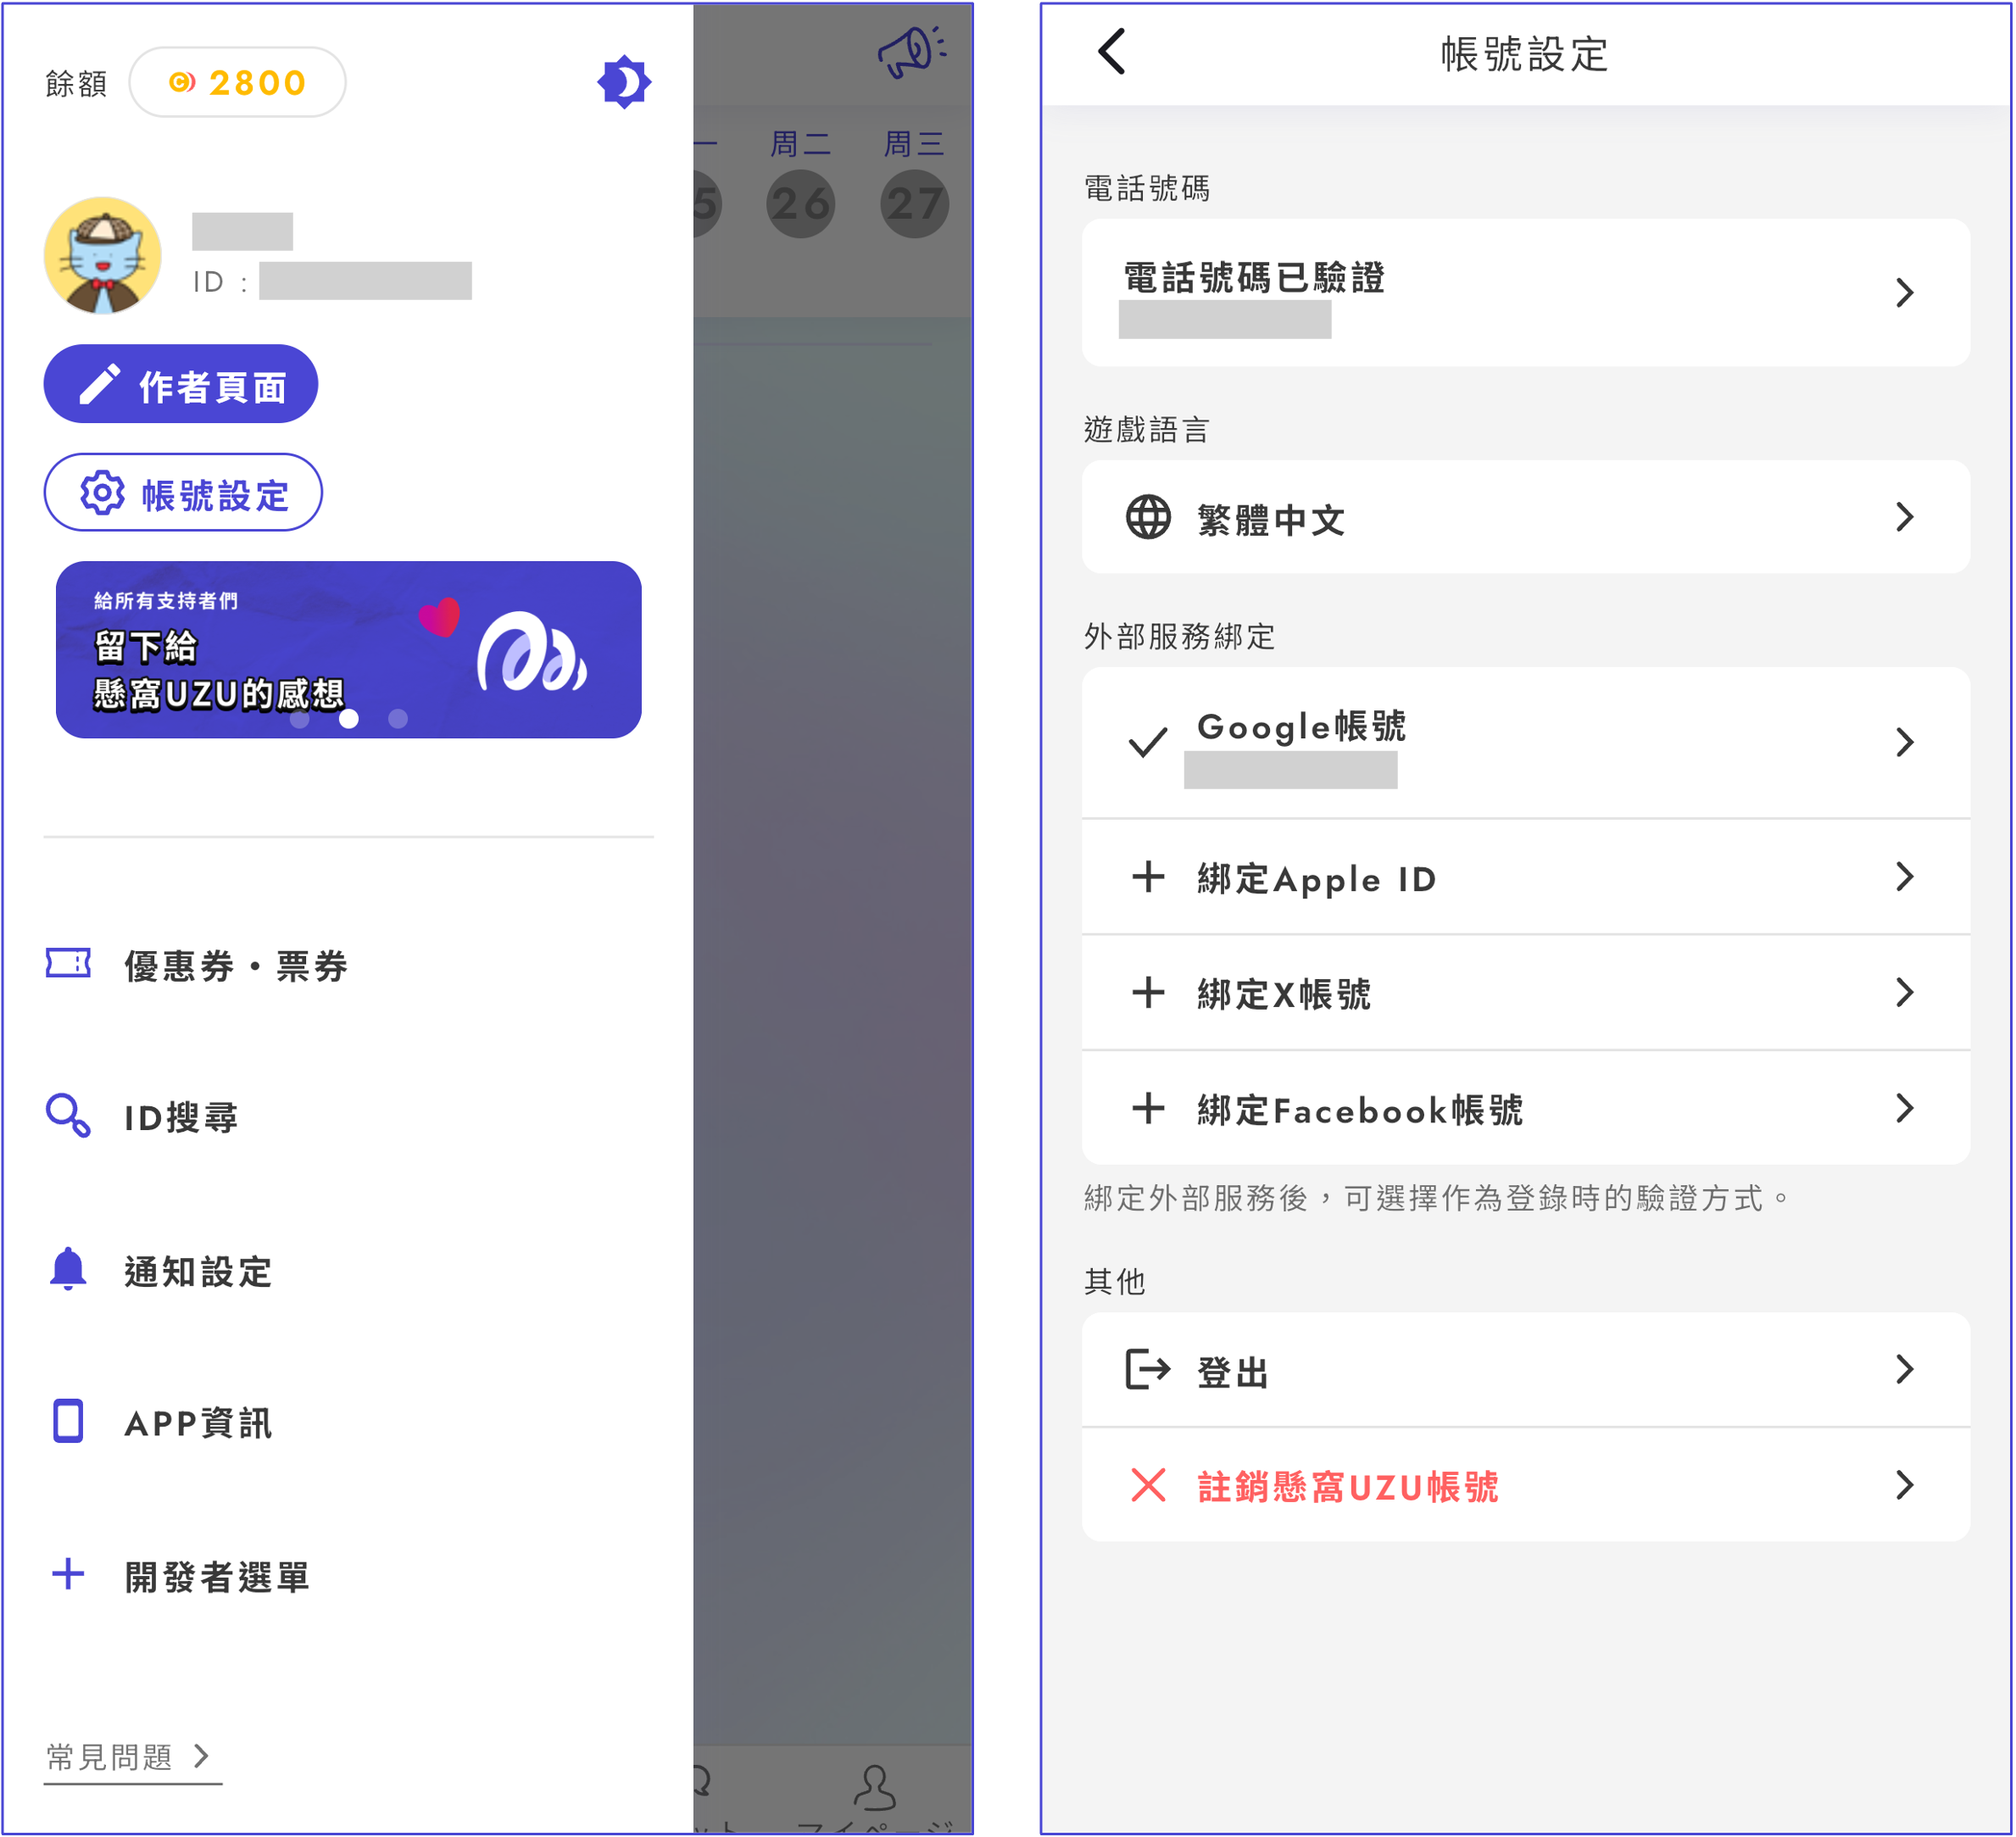 餘額
2800
ID :
作者頁面
帳號設定
給所有支持者們
留下給
懸窩UZU的感想
優惠券・票券
ID搜尋
通知設定
APP資訊
開發者選單
常見問題
周二
周三
5
26
27
マイページ
帳號設定
電話號碼
電話號碼已驗證
遊戲語言
繁體中文
外部服務綁定
Google帳號
綁定Apple ID
綁定X帳號
綁定Facebook帳號
綁定外部服務後，可選擇作為登錄時的驗證方式。
其他
登出
註銷懸窩UZU帳號